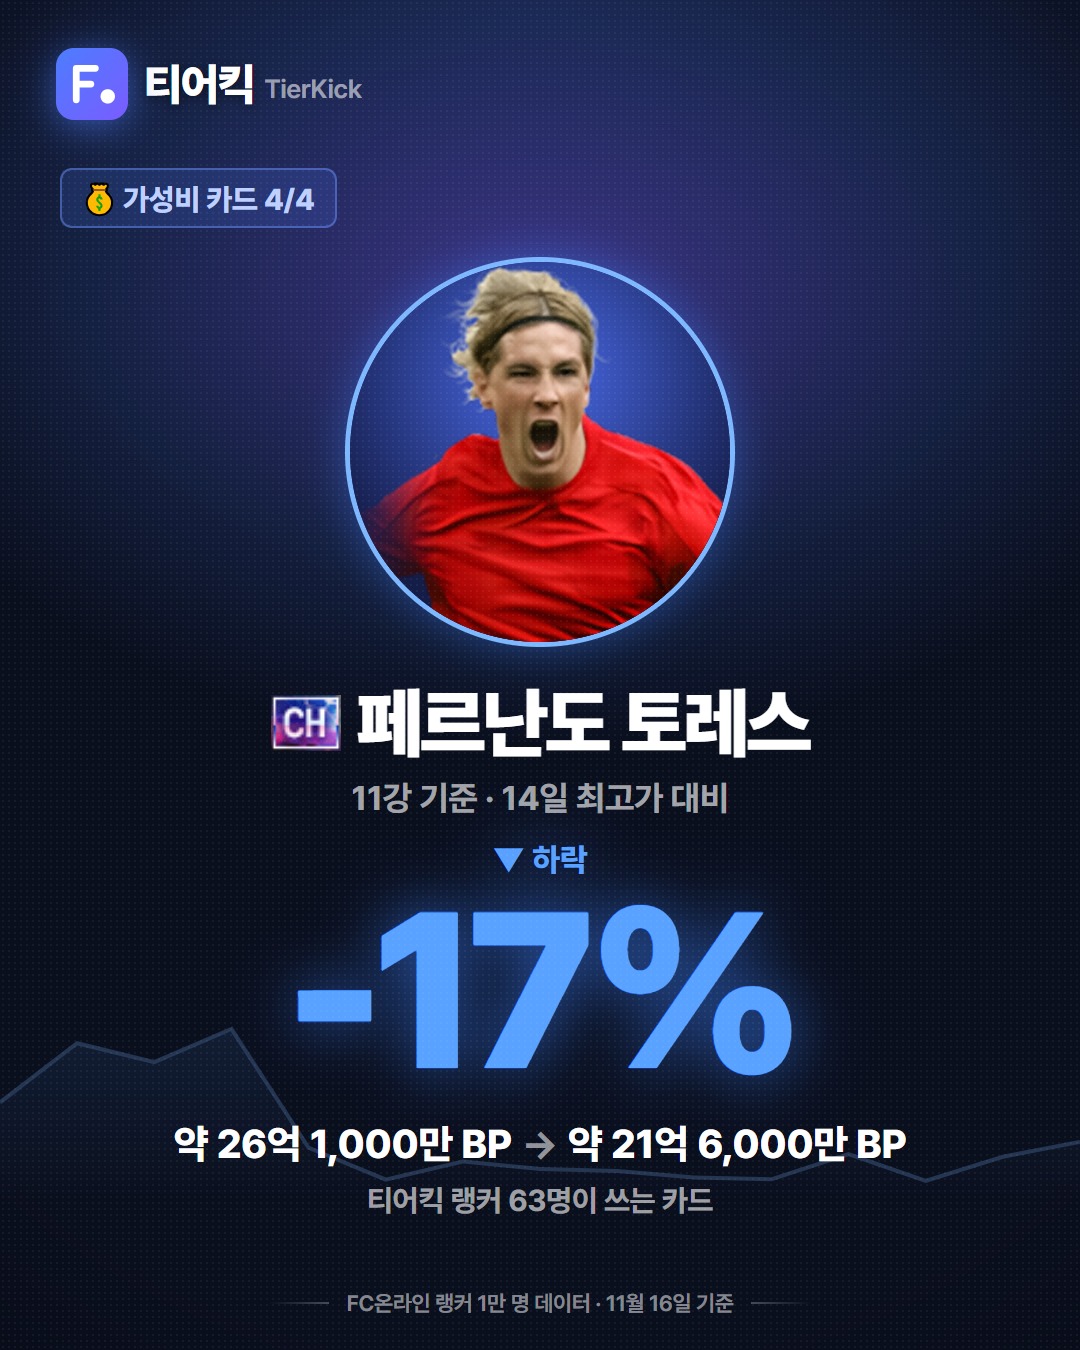 F.
티어킥 TierKick
💰 가성비 카드 4/4
CH 페르난도 토레스
11강 기준 · 14일 최고가 대비
▼ 하락
-17%
약 26억 1,000만 BP → 약 21억 6,000만 BP
티어킥 랭커 63명이 쓰는 카드
FC온라인 랭커 1만 명 데이터 · 11월 16일 기준